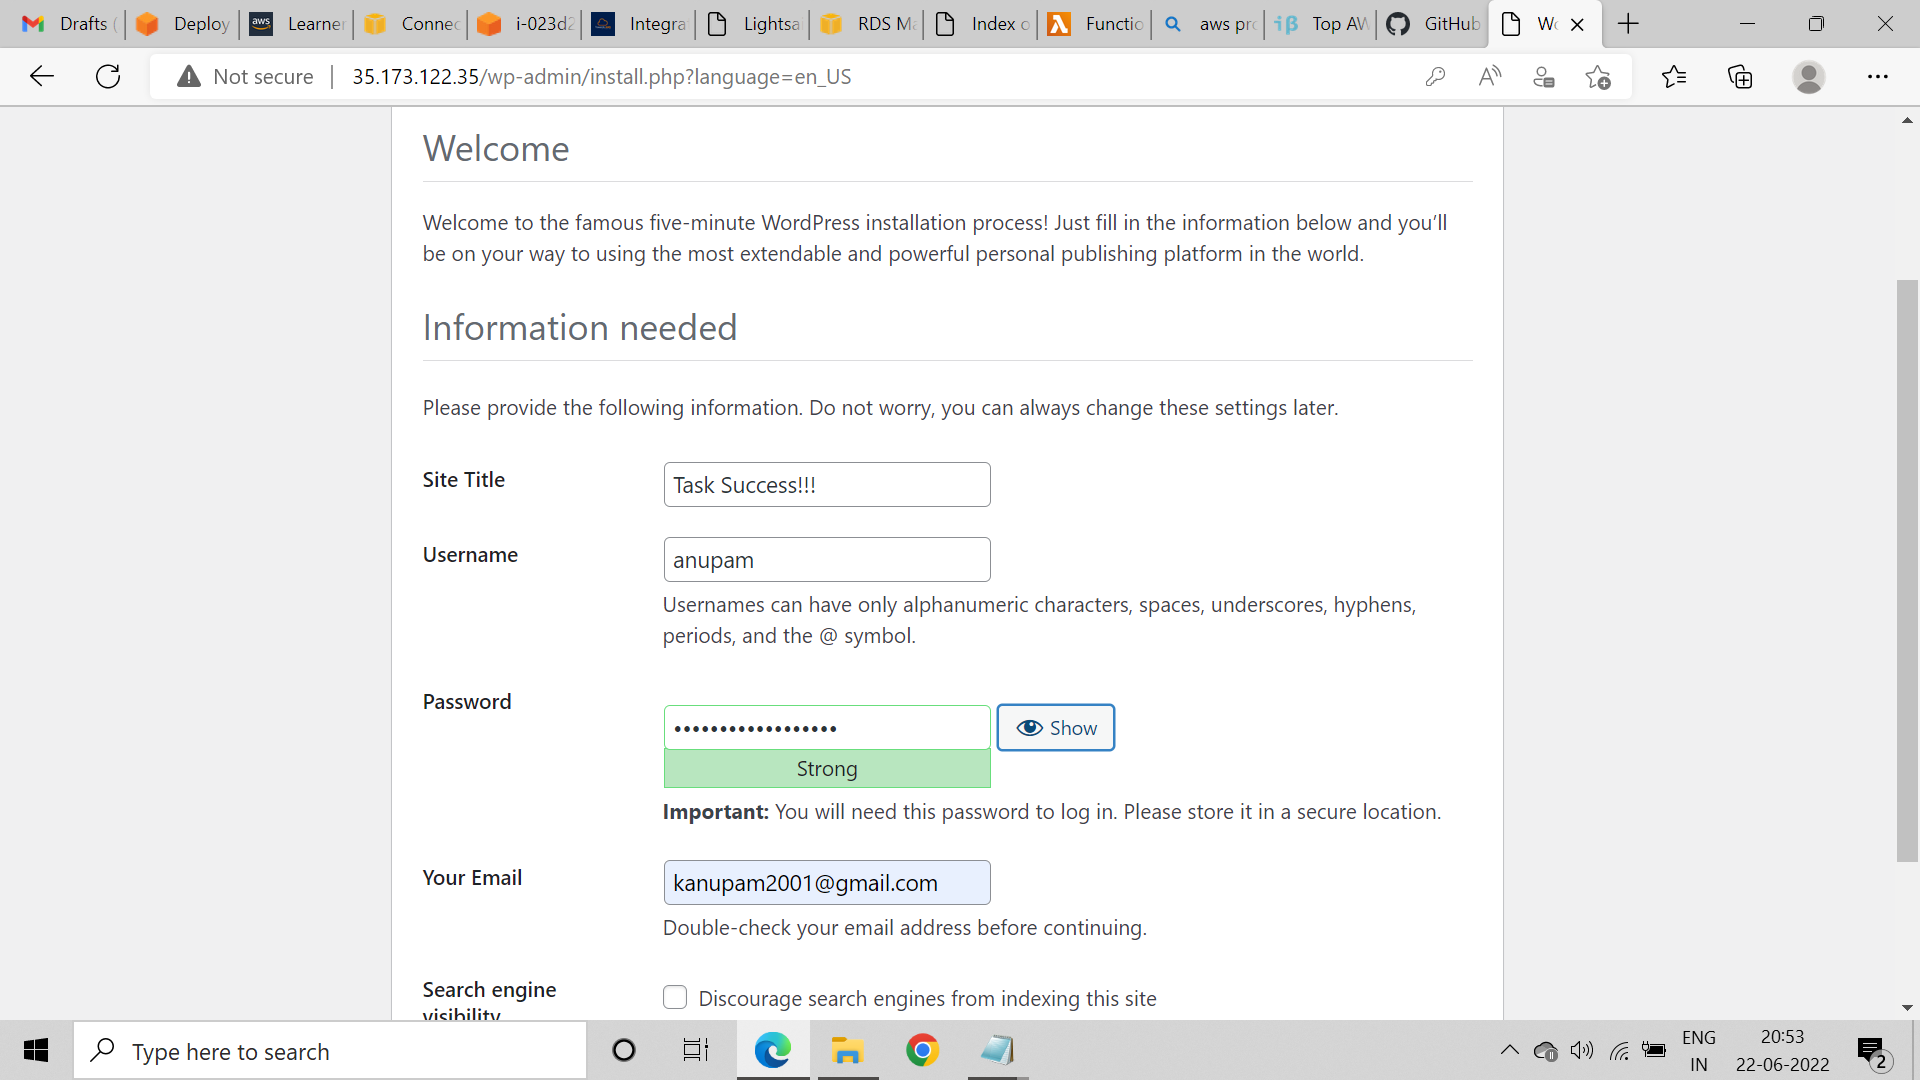 Drafts (
Deploy
aws
Learner
Connec
i-023d2
Integra
Lightsa
RDS Ma
Index o
Functio
aws pro
Top AW
GitHub
Wo
Not secure
35.173.122.35/wp-admin/install.php?language=en_US
Welcome
Welcome to the famous five-minute WordPress installation process! Just fill in the information below and you’ll
be on your way to using the most extendable and powerful personal publishing platform in the world.
Information needed
Please provide the following information. Do not worry, you can always change these settings later.
Site Title
Task Success!!!
Username
anupam
Usernames can have only alphanumeric characters, spaces, underscores, hyphens,
periods, and the @ symbol.
Password
••••••••••••••••••
Show
Strong
Important: You will need this password to log in. Please store it in a secure location.
Your Email
kanupam2001@gmail.com
Double-check your email address before continuing.
Search engine
visibility
Discourage search engines from indexing this site
Type here to search
ENG
IN
20:53
22-06-2022
2